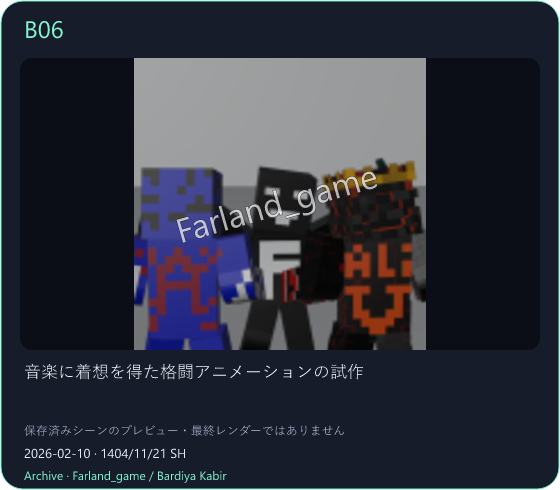 B06
Farland_game
A
F
ALI
音楽に着想を得た格闘アニメーションの試作
保存済みシーンのプレビュー・最終レンダーではありません
2026-02-10 · 1404/11/21 SH
Archive · Farland_game / Bardiya Kabir